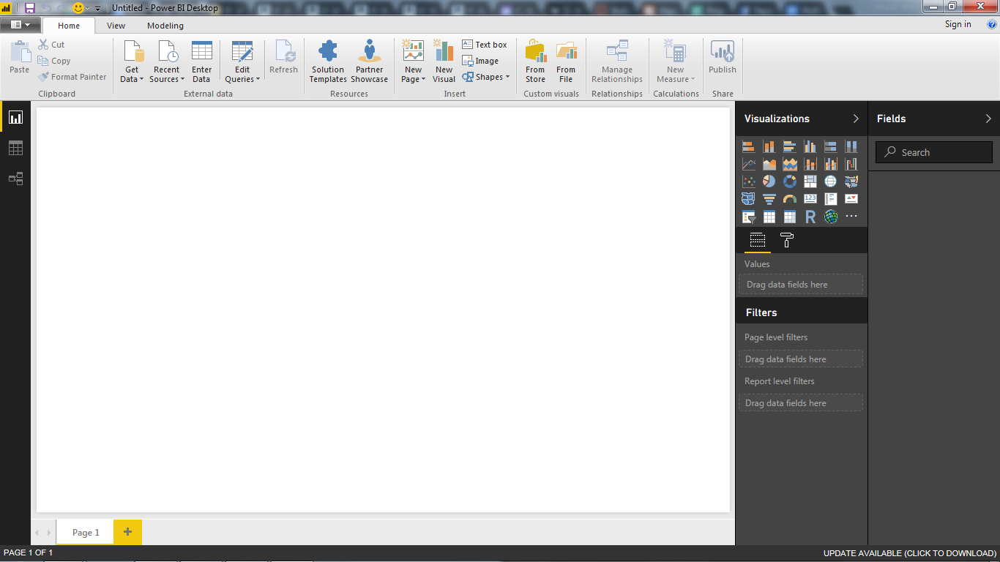 Untitled - Power BI Desktop
Home View Modeling Sign in
Paste
Cut
Copy
Format Painter
Clipboard
Get Data
Recent Sources
Enter Data
Edit Queries
Refresh
External data
Solution Templates
Partner Showcase
Resources
New Page
New Visual
Text box
Image
Shapes
Insert
From Store
From File
Custom visuals
Manage Relationships
Relationships
New Measure
Calculations
Publish
Share
Visualizations
Fields
Search
123
R
Values
Drag data fields here
Filters
Page level filters
Drag data fields here
Report level filters
Drag data fields here
Page 1
PAGE 1 OF 1
UPDATE AVAILABLE (CLICK TO DOWNLOAD)